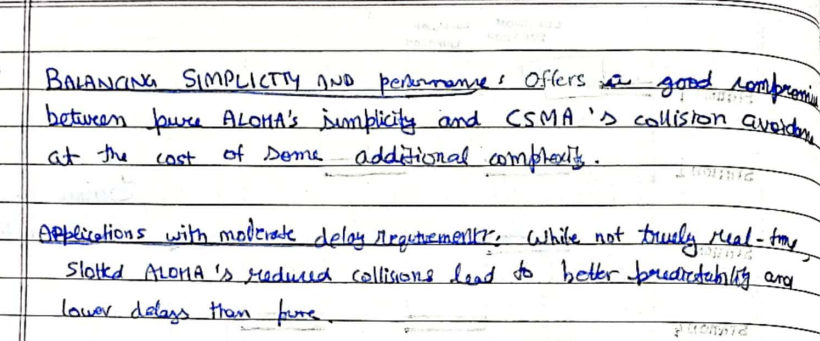 BALANCING SIMPLICITY AND performance: Offers a good compromise
between pure ALOHA's simplicity and CSMA's collision avoidance
at the cost of some additional complexity.
Applications with moderate delay requirements: While not truely real-time,
Slotted ALOHA's reduced collisions lead to better predictability and
lower delays than pure.